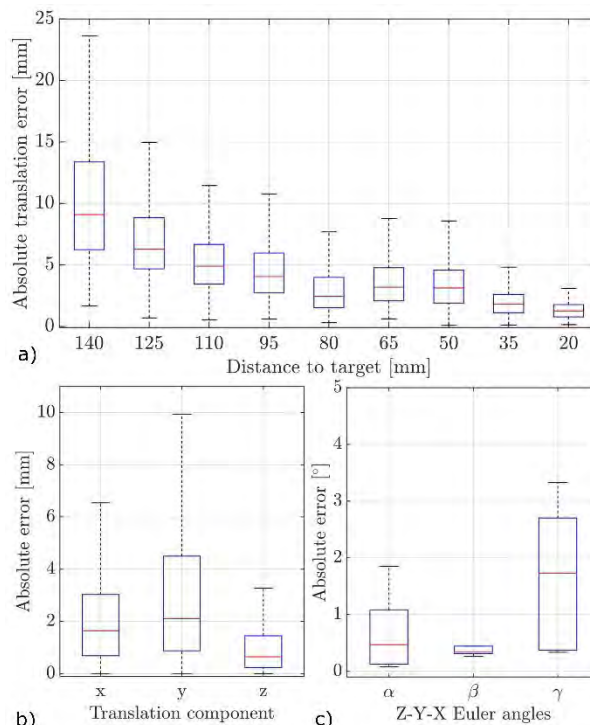 25
20
15
10
5
0
Absolute translation error [mm]
140 125 110 95 80 65 50 35 20
a)
Distance to target [mm]
10
8
6
4
2
0
Absolute error [mm]
x y z
b)
Translation component
5
4
3
2
1
0
Absolute error [°]
α β γ
c)
Z-Y-X Euler angles